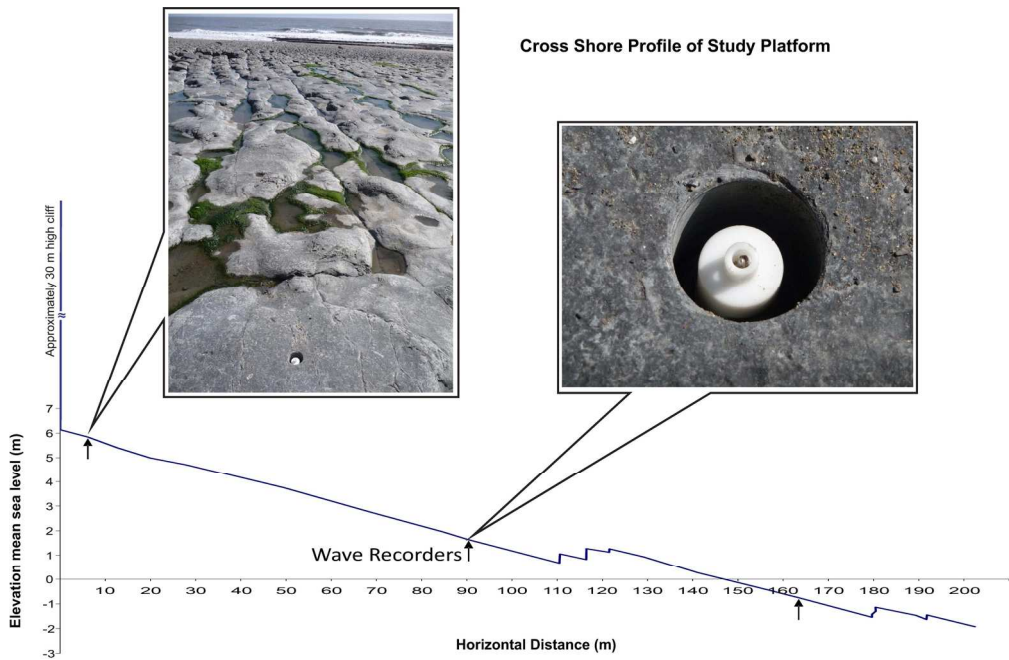 Cross Shore Profile of Study Platform
Approximately 30 m high cliff
7
6
5
4
3
2
1
0
-1
-2
-3
Elevation mean sea level (m)
Wave Recorders
10 20 30 40 50 60 70 80 90 100 110 120 130 140 150 160 170 180 190 200
Horizontal Distance (m)